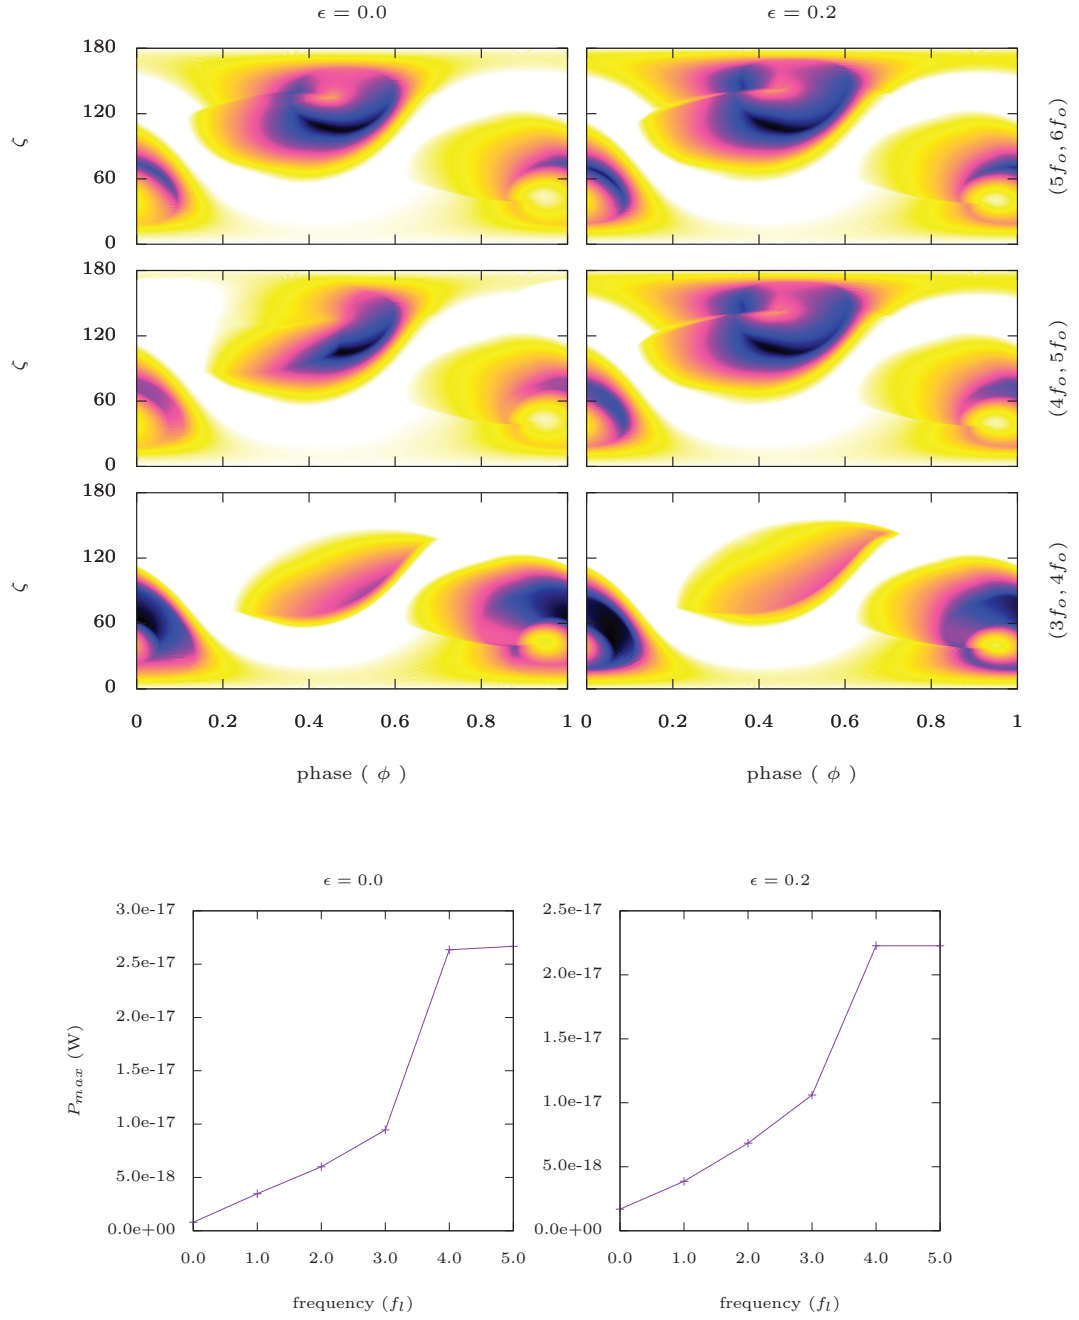 ϵ = 0.0 ϵ = 0.2
180
120
ζ
60
0
(5f_o, 6f_o)
180
120
ζ
60
0
(4f_o, 5f_o)
180
120
ζ
60
0
(3f_o, 4f_o)
0 0.2 0.4 0.6 0.8 1 0 0.2 0.4 0.6 0.8 1
phase ( ϕ ) phase ( ϕ )
ϵ = 0.0 ϵ = 0.2
P_max (W)
3.0e-17
2.5e-17
2.0e-17
1.5e-17
1.0e-17
5.0e-18
0.0e+00
2.5e-17
2.0e-17
1.5e-17
1.0e-17
5.0e-18
0.0e+00
0.0 1.0 2.0 3.0 4.0 5.0 0.0 1.0 2.0 3.0 4.0 5.0
frequency (f_l) frequency (f_l)